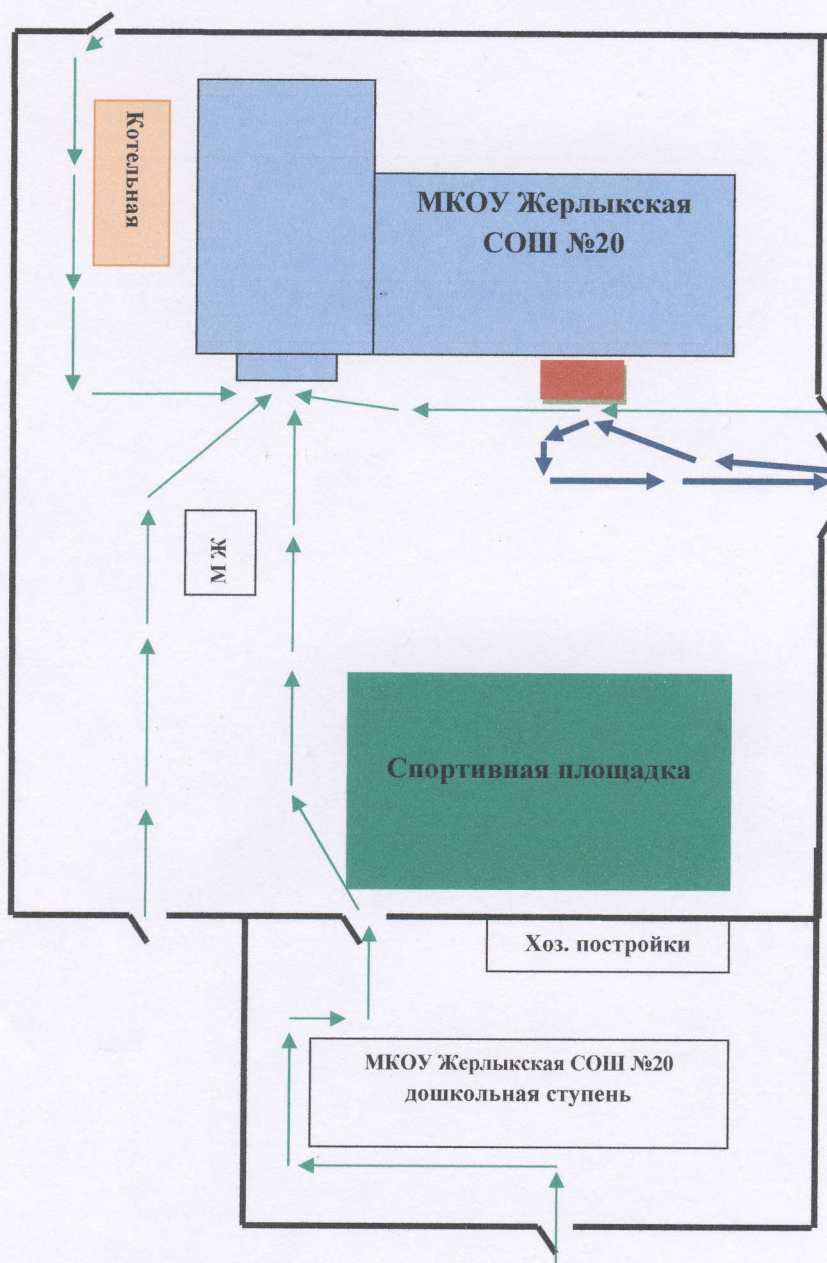 Котельная
МКОУ Жерлыкская
СОШ №20
М Ж
Спортивная площадка
Хоз. постройки
МКОУ Жерлыкская СОШ №20
дошкольная ступень